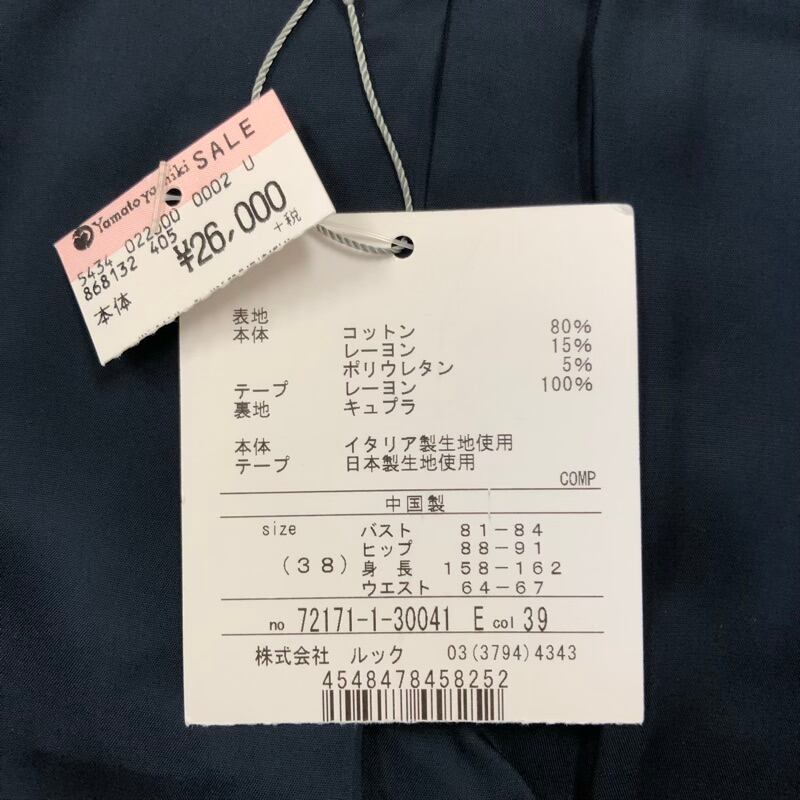 Yamato yashiki SALE
5434 022J00 0002 U
868132 405
¥26,000
本体
+税
表地
本体 コットン 80%
レーヨン 15%
ポリウレタン 5%
テープ レーヨン 100%
裏地 キュプラ
本体 イタリア製生地使用
テープ 日本製生地使用
COMP
中国製
size バスト 81-84
ヒップ 88-91
(38) 身長 158-162
ウエスト 64-67
no 72171-1-30041 E col 39
株式会社 ルック 03(3794)4343
4548478458252